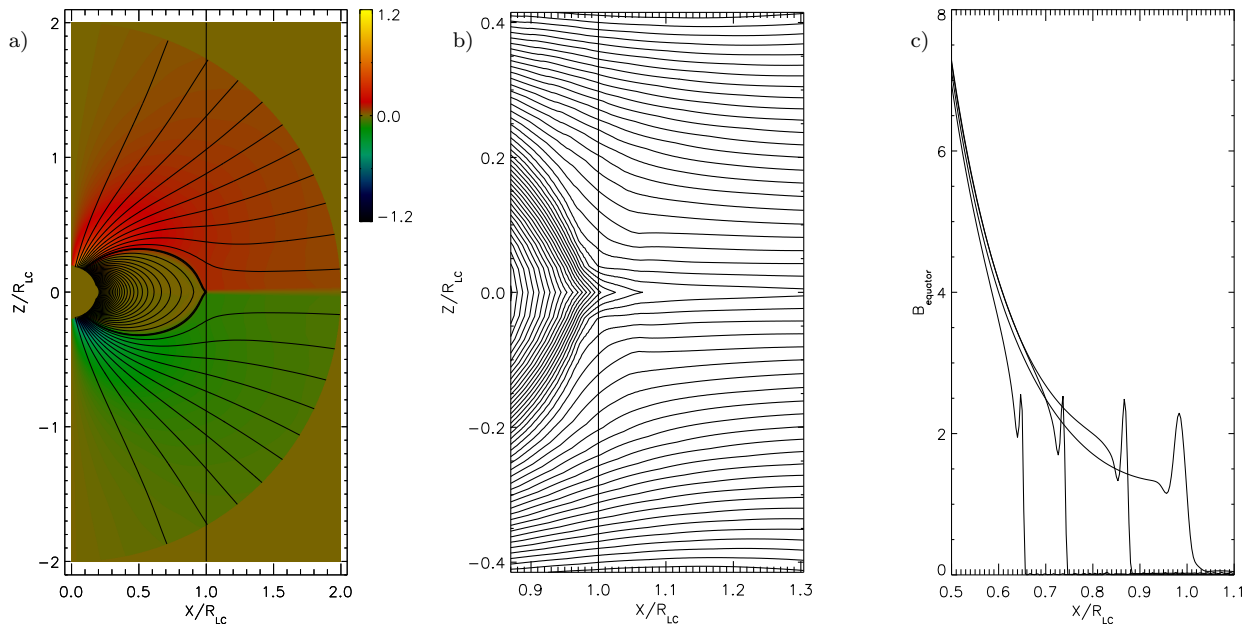 a)
2
1
0
−1
−2
Z/R_LC
0.0 0.5 1.0 1.5 2.0
X/R_LC
1.2
0.0
−1.2
b)
0.4
0.2
0.0
−0.2
−0.4
Z/R_LC
0.9 1.0 1.1 1.2 1.3
X/R_LC
c)
8
6
4
2
0
B_equator
0.5 0.6 0.7 0.8 0.9 1.0 1.1
X/R_LC